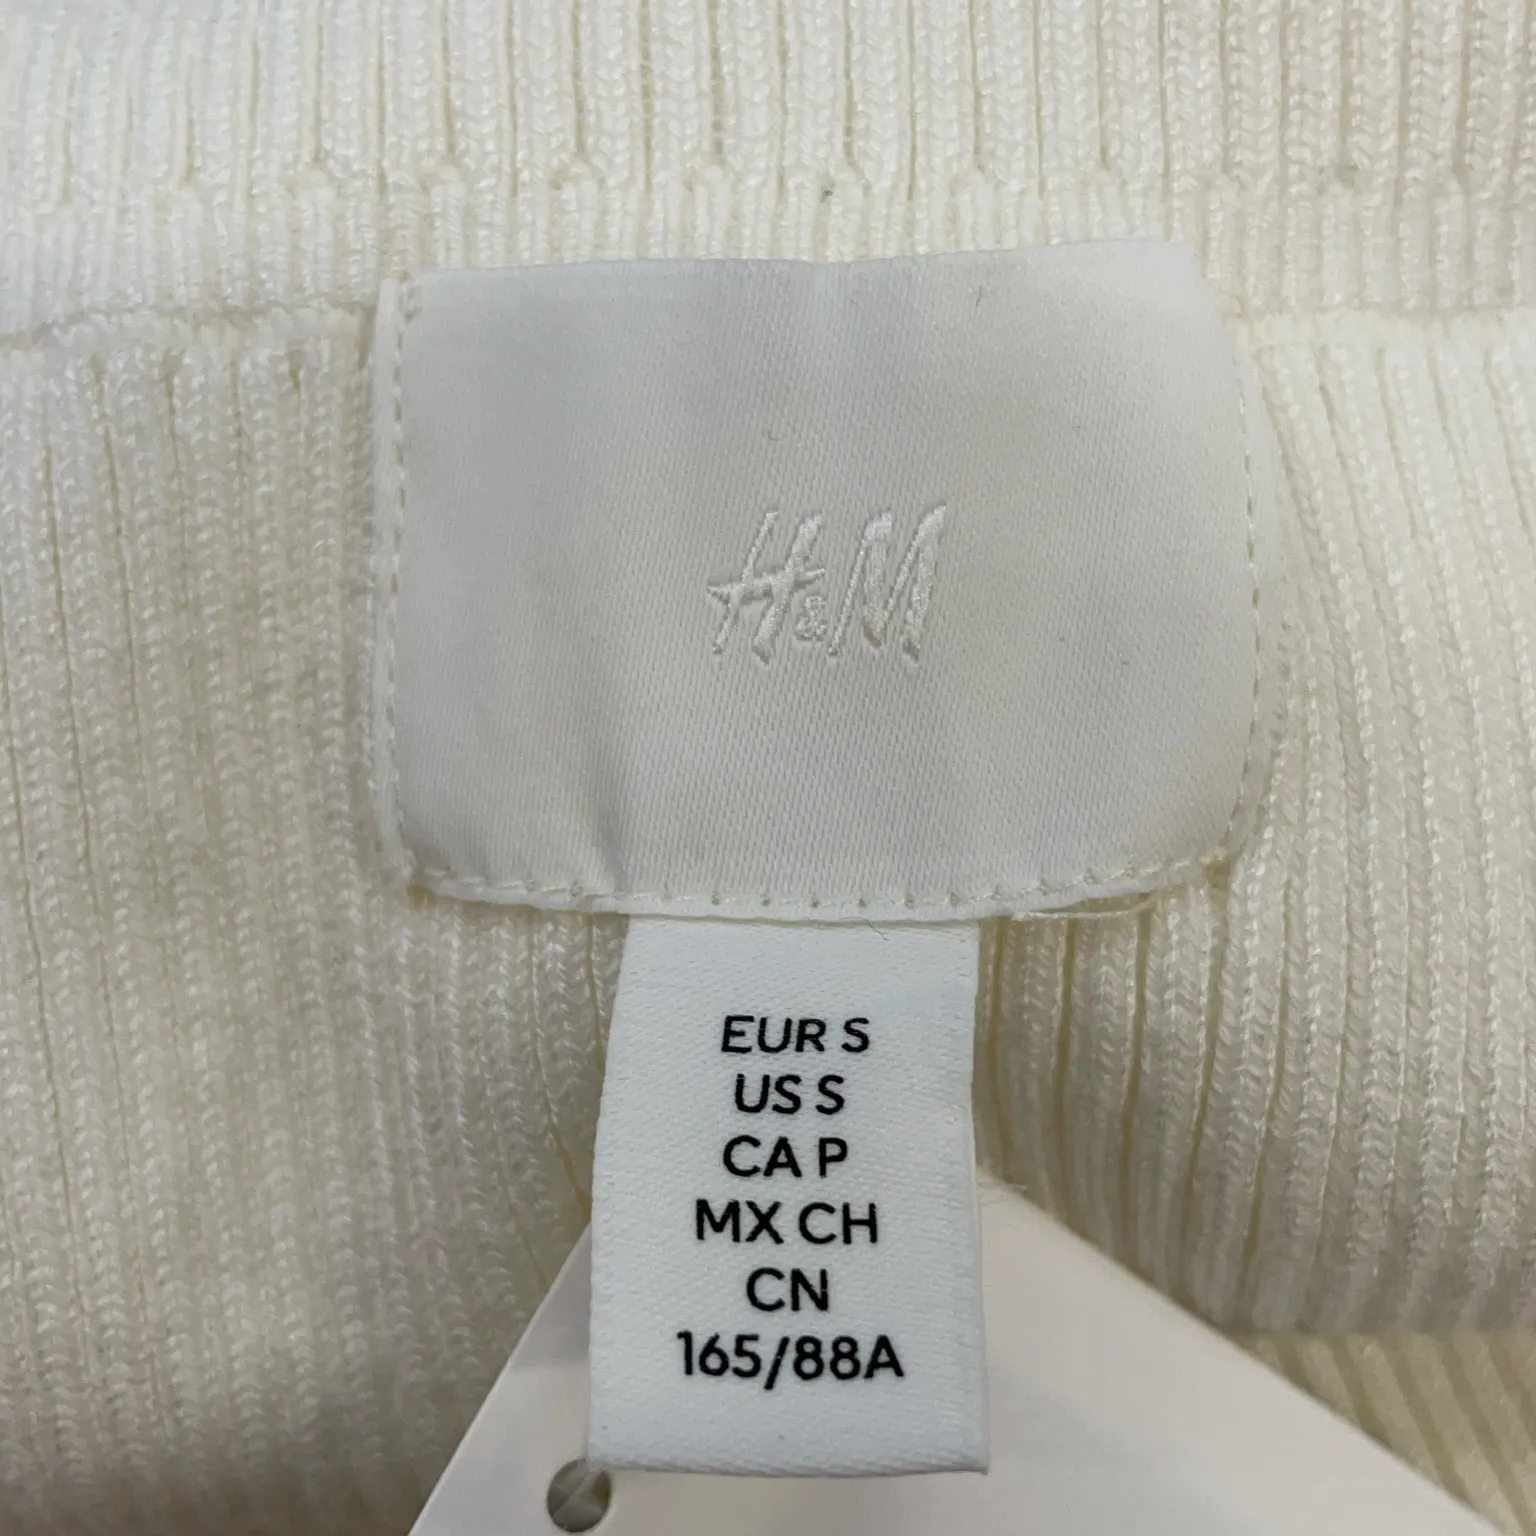 H&M
EUR S
US S
CA P
MX CH
CN
165/88A